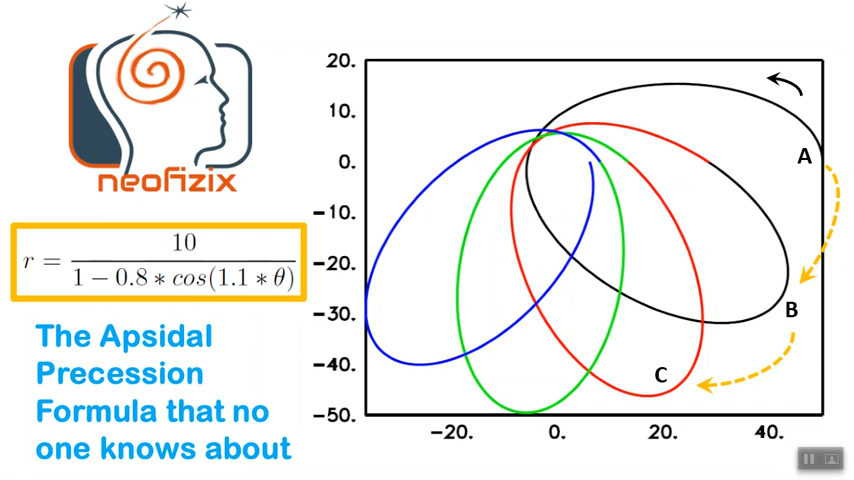 neofizix
r = 10 / 1 − 0.8 * cos(1.1 * θ)
The Apsidal
Precession
Formula that no
one knows about
20.
10.
0.
−10.
−20.
−30.
−40.
−50.
−20.
0.
20.
40.
A
B
C